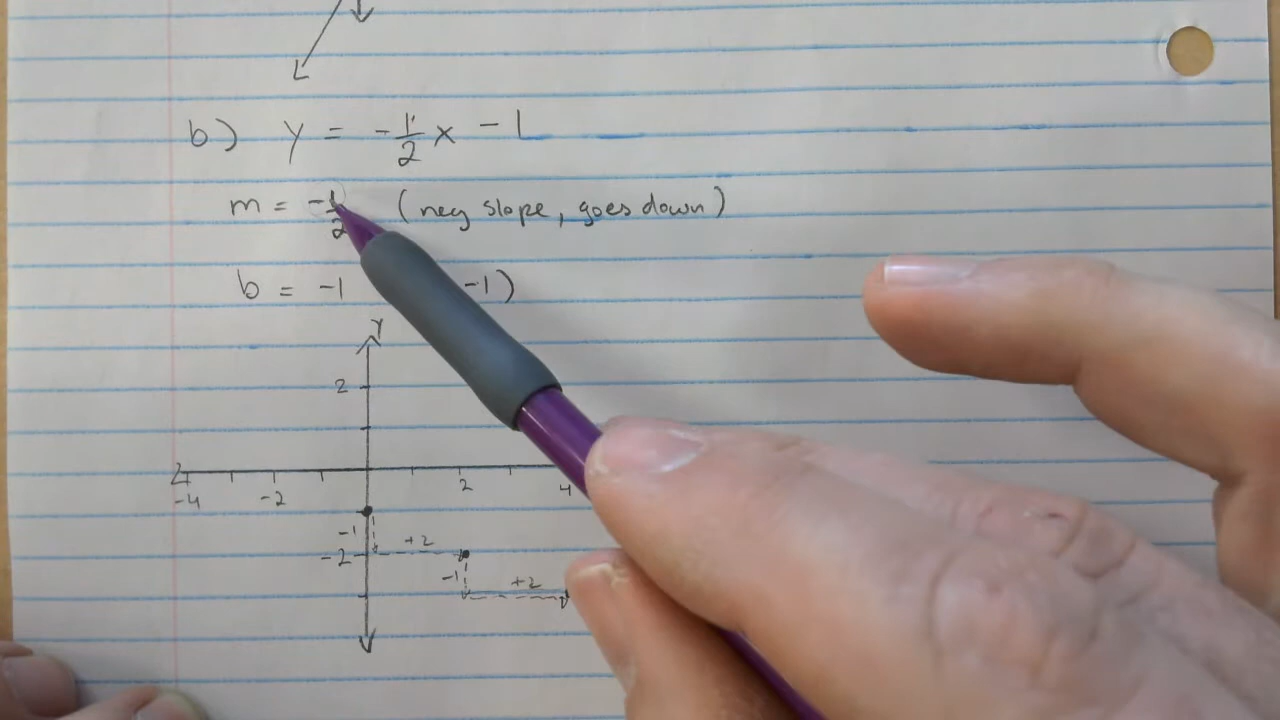 b) y = -1/2 x - 1
m = -1/2 (neg slope, goes down)
b = -1 -1)
y
2
-4 -2 2 4
-1
-2 +2
-1 +2